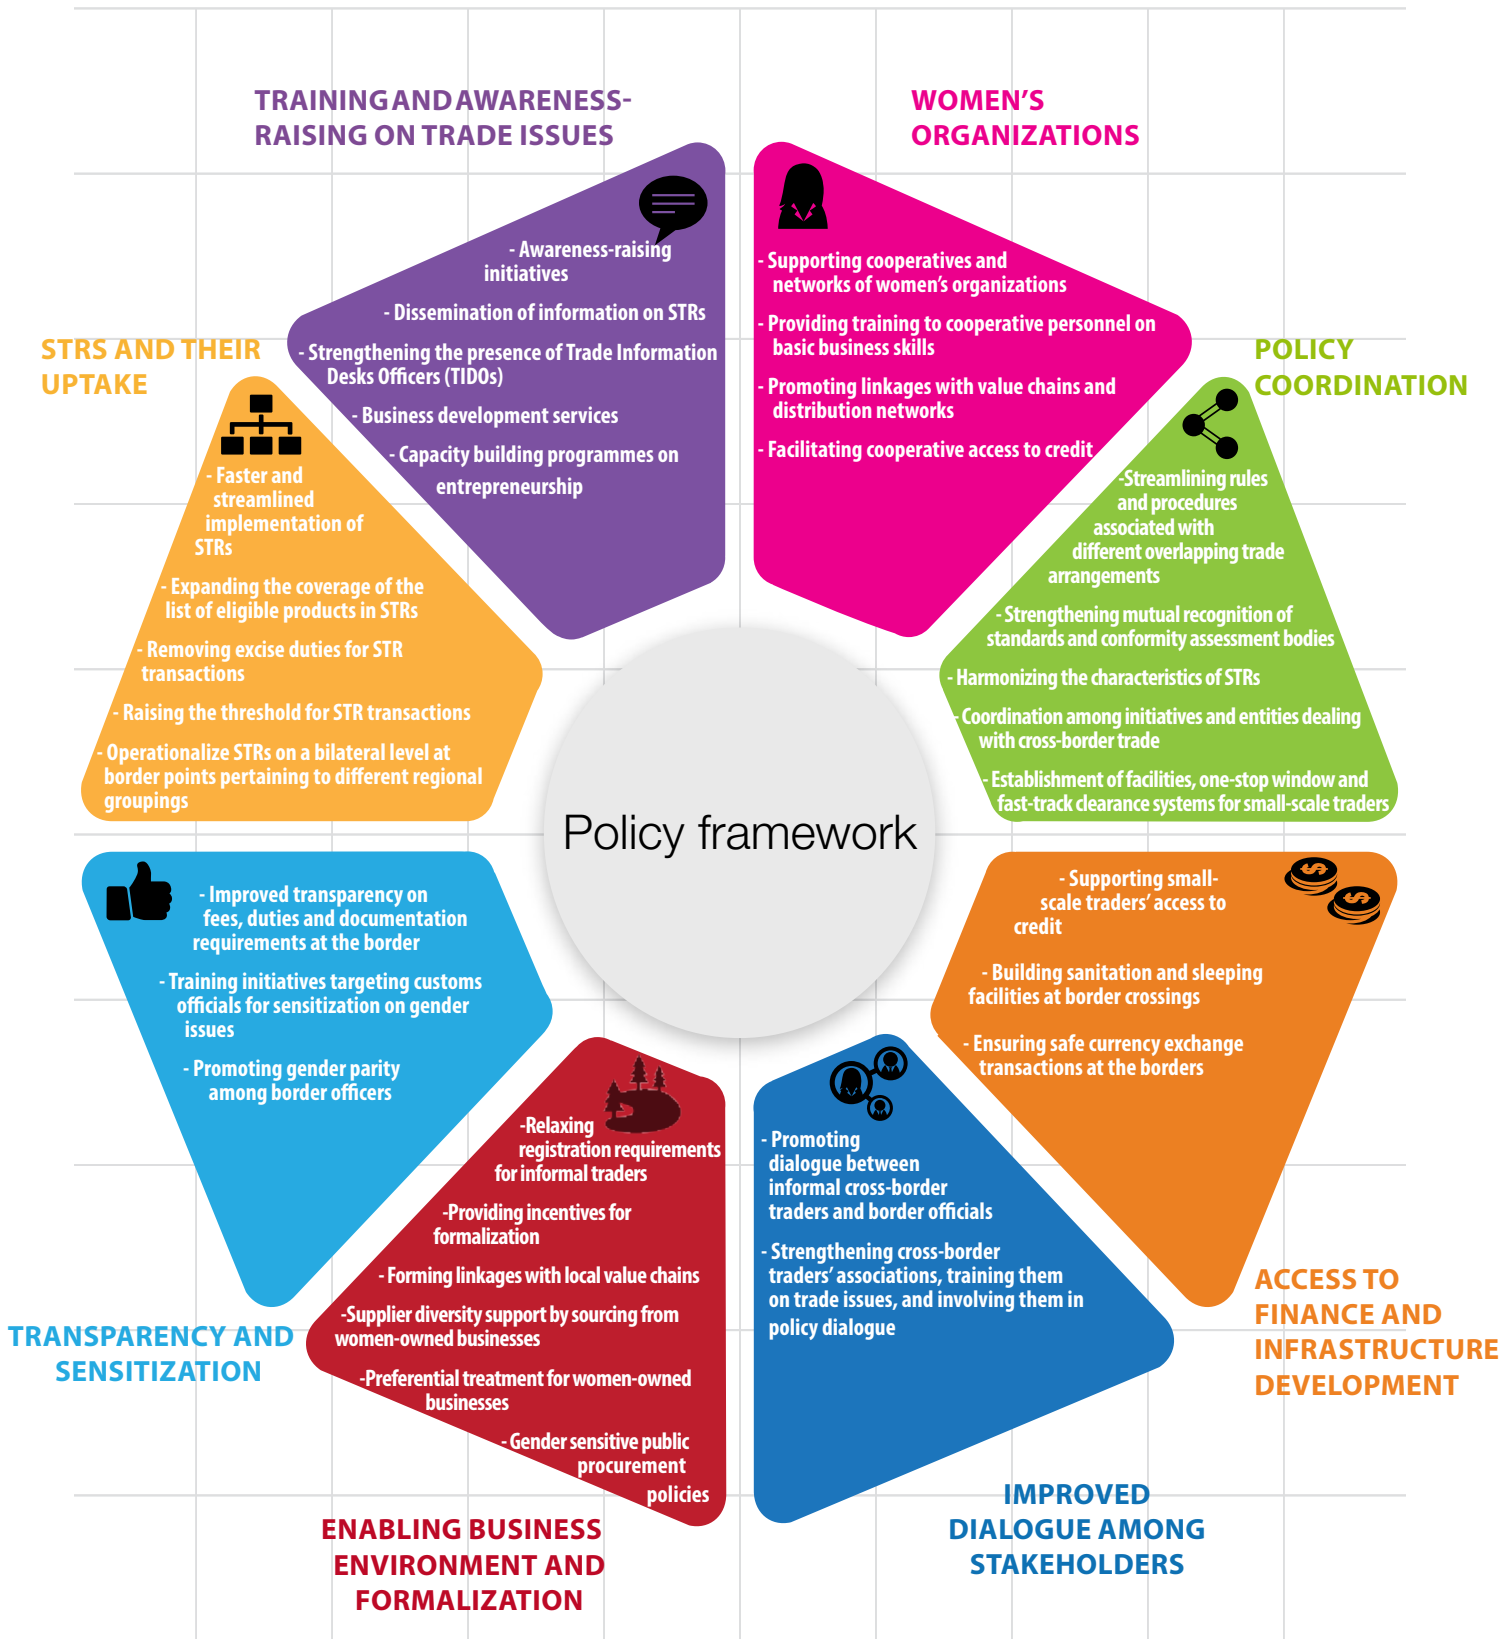 TRAINING AND AWARENESS-
RAISING ON TRADE ISSUES
- Awareness-raising
initiatives
- Dissemination of information on STRs
- Strengthening the presence of Trade Information
Desks Officers (TIDOs)
- Business development services
- Capacity building programmes on
entrepreneurship
WOMEN'S
ORGANIZATIONS
- Supporting cooperatives and
networks of women's organizations
- Providing training to cooperative personnel on
basic business skills
- Promoting linkages with value chains and
distribution networks
- Facilitating cooperative access to credit
STRS AND THEIR
UPTAKE
- Faster and
streamlined
implementation of
STRs
- Expanding the coverage of the
list of eligible products in STRs
- Removing excise duties for STR
transactions
- Raising the threshold for STR transactions
- Operationalize STRs on a bilateral level at
border points pertaining to different regional
groupings
POLICY
COORDINATION
-Streamlining rules
and procedures
associated with
different overlapping trade
arrangements
- Strengthening mutual recognition of
standards and conformity assessment bodies
- Harmonizing the characteristics of STRs
- Coordination among initiatives and entities dealing
with cross-border trade
- Establishment of facilities, one-stop window and
fast-track clearance systems for small-scale traders
Policy framework
- Improved transparency on
fees, duties and documentation
requirements at the border
- Training initiatives targeting customs
officials for sensitization on gender
issues
- Promoting gender parity
among border officers
TRANSPARENCY AND
SENSITIZATION
- Supporting small-
scale traders' access to
credit
- Building sanitation and sleeping
facilities at border crossings
- Ensuring safe currency exchange
transactions at the borders
ACCESS TO
FINANCE AND
INFRASTRUCTURE
DEVELOPMENT
-Relaxing
registration requirements
for informal traders
-Providing incentives for
formalization
- Forming linkages with local value chains
-Supplier diversity support by sourcing from
women-owned businesses
-Preferential treatment for women-owned
businesses
- Gender sensitive public
procurement
policies
ENABLING BUSINESS
ENVIRONMENT AND
FORMALIZATION
- Promoting
dialogue between
informal cross-border
traders and border officials
- Strengthening cross-border
traders' associations, training them
on trade issues, and involving them in
policy dialogue
IMPROVED
DIALOGUE AMONG
STAKEHOLDERS